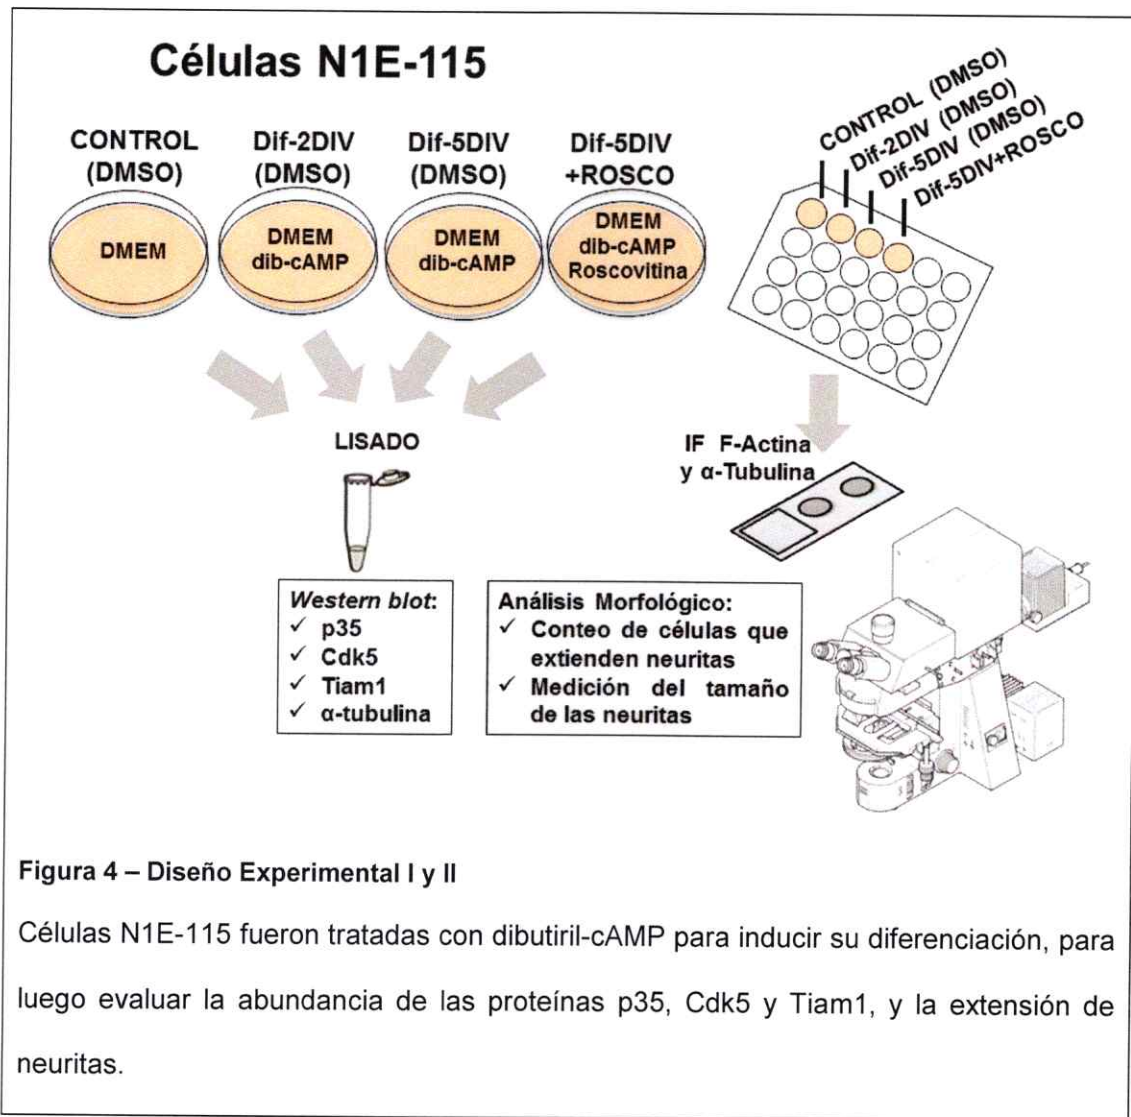 Células N1E-115
CONTROL
(DMSO)
Dif-2DIV
(DMSO)
Dif-5DIV
(DMSO)
Dif-5DIV
+ROSCO
DMEM
DMEM
dib-cAMP
DMEM
dib-cAMP
DMEM
dib-cAMP
Roscovitina
CONTROL (DMSO)
Dif-2DIV (DMSO)
Dif-5DIV (DMSO)
Dif-5DIV+ROSCO
LISADO
IF F-Actina
y α-Tubulina
Western blot:
✓ p35
✓ Cdk5
✓ Tiam1
✓ α-tubulina
Análisis Morfológico:
✓ Conteo de células que
extienden neuritas
✓ Medición del tamaño
de las neuritas
Figura 4 – Diseño Experimental I y II
Células N1E-115 fueron tratadas con dibutiril-cAMP para inducir su diferenciación, para
luego evaluar la abundancia de las proteínas p35, Cdk5 y Tiam1, y la extensión de
neuritas.